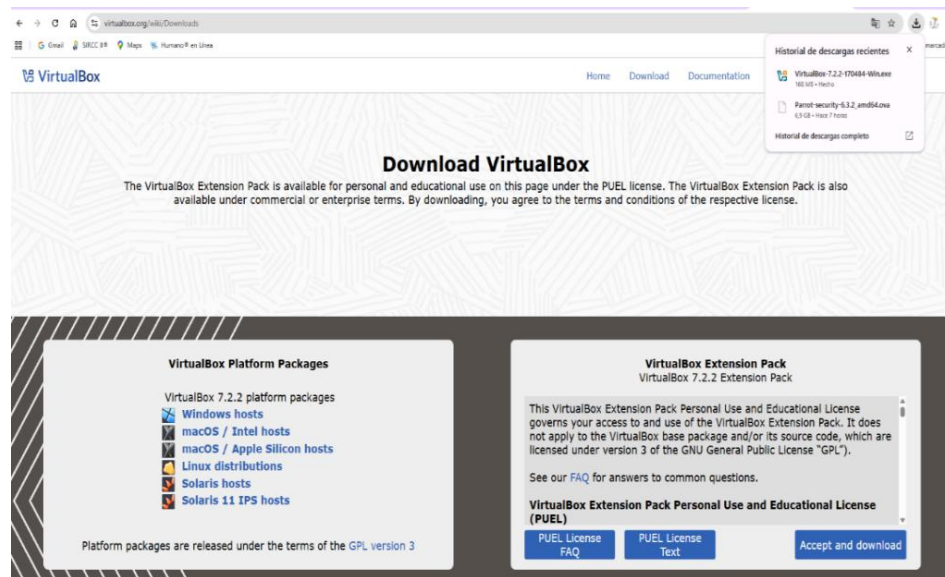 virtualbox.org/wiki/Downloads
Gmail
SIRCC 8®
Maps
Humano® en Línea
Historial de descargas recientes
VirtualBox-7.2.2-170484-Win.exe
Hecho
Parrot-security-6.3.2_amd64.ova
6,9 GB • Hace 7 horas
Historial de descargas completo
VirtualBox
Home Download Documentation
Download VirtualBox
The VirtualBox Extension Pack is available for personal and educational use on this page under the PUEL license. The VirtualBox Extension Pack is also
available under commercial or enterprise terms. By downloading, you agree to the terms and conditions of the respective license.
VirtualBox Platform Packages
VirtualBox 7.2.2 platform packages
Windows hosts
macOS / Intel hosts
macOS / Apple Silicon hosts
Linux distributions
Solaris hosts
Solaris 11 IPS hosts
Platform packages are released under the terms of the GPL version 3
VirtualBox Extension Pack
VirtualBox 7.2.2 Extension Pack
This VirtualBox Extension Pack Personal Use and Educational License
governs your access to and use of the VirtualBox Extension Pack. It does
not apply to the VirtualBox base package and/or its source code, which are
licensed under version 3 of the GNU General Public License "GPL").
See our FAQ for answers to common questions.
VirtualBox Extension Pack Personal Use and Educational License
(PUEL)
PUEL License
FAQ
PUEL License
Text
Accept and download